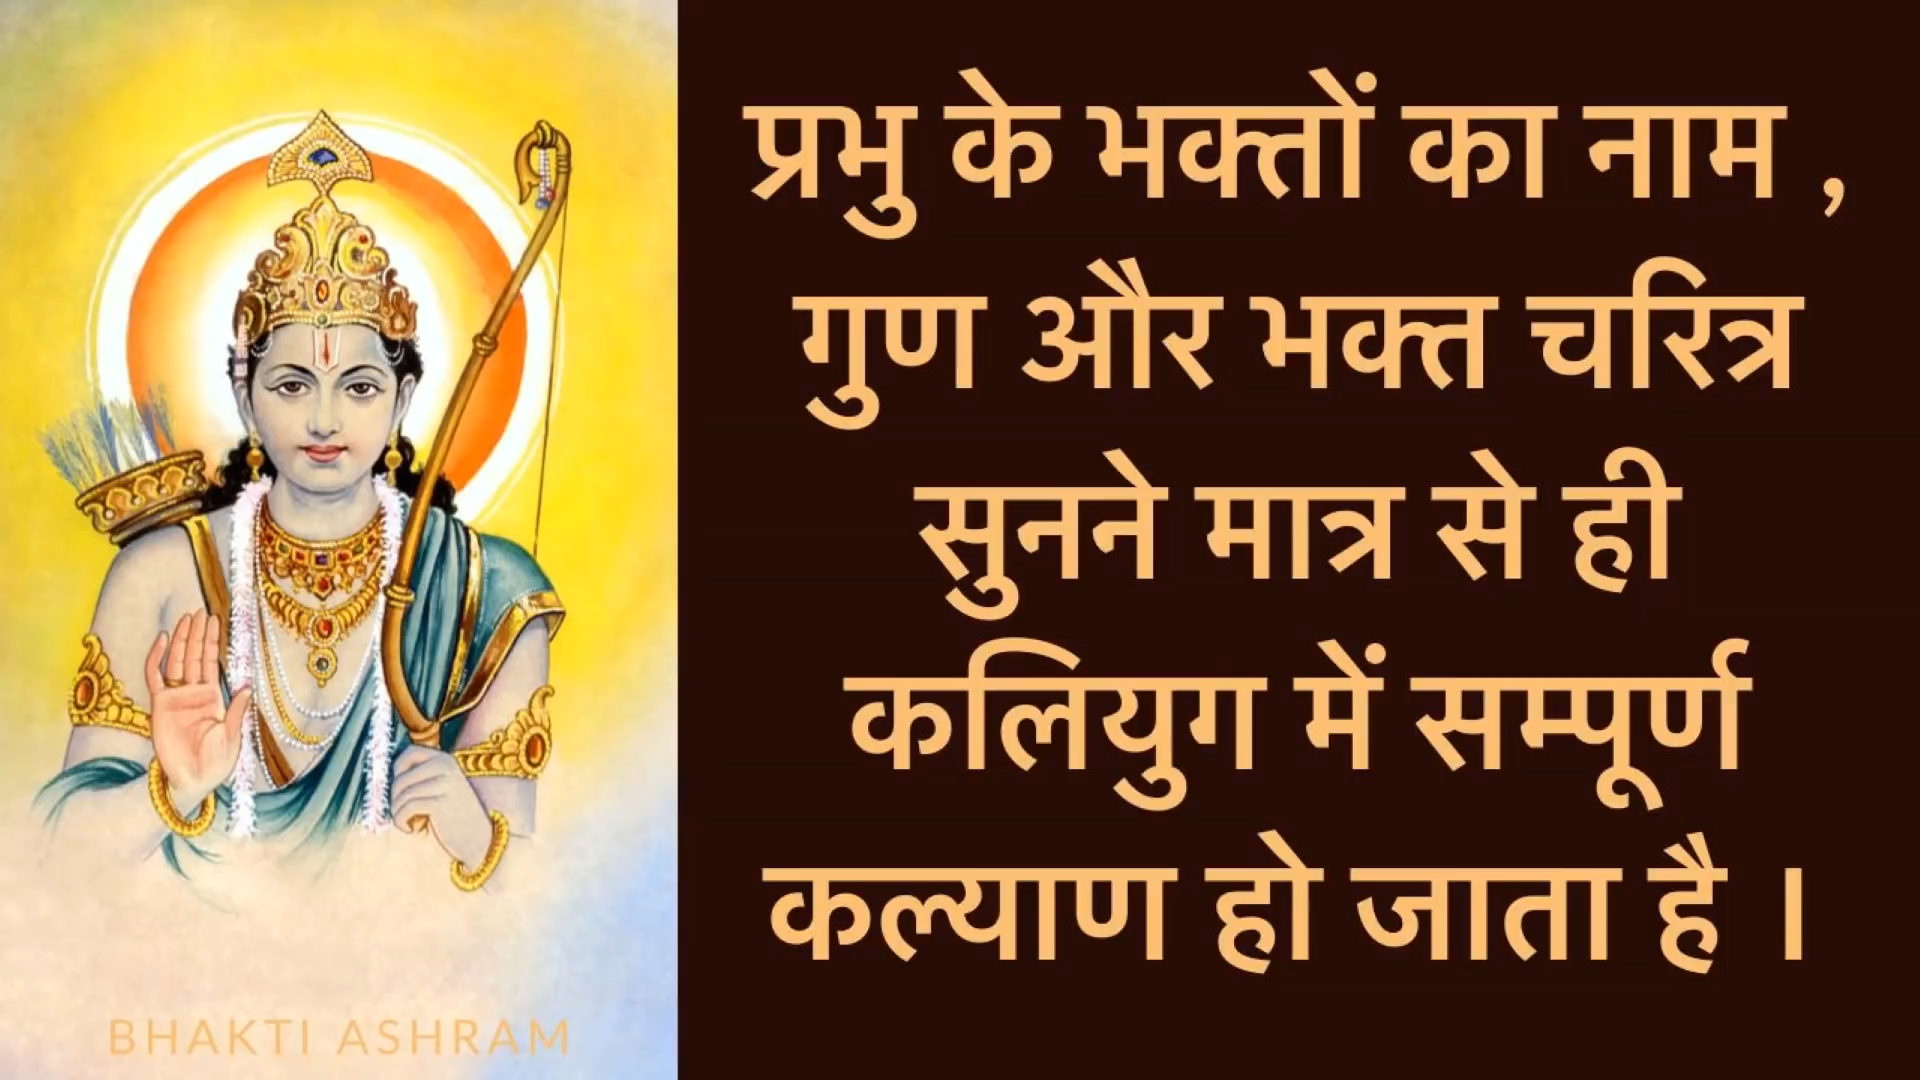 प्रभु के भक्तों का नाम ,
गुण और भक्त चरित्र
सुनने मात्र से ही
कलियुग में सम्पूर्ण
कल्याण हो जाता है ।
BHAKTI ASHRAM